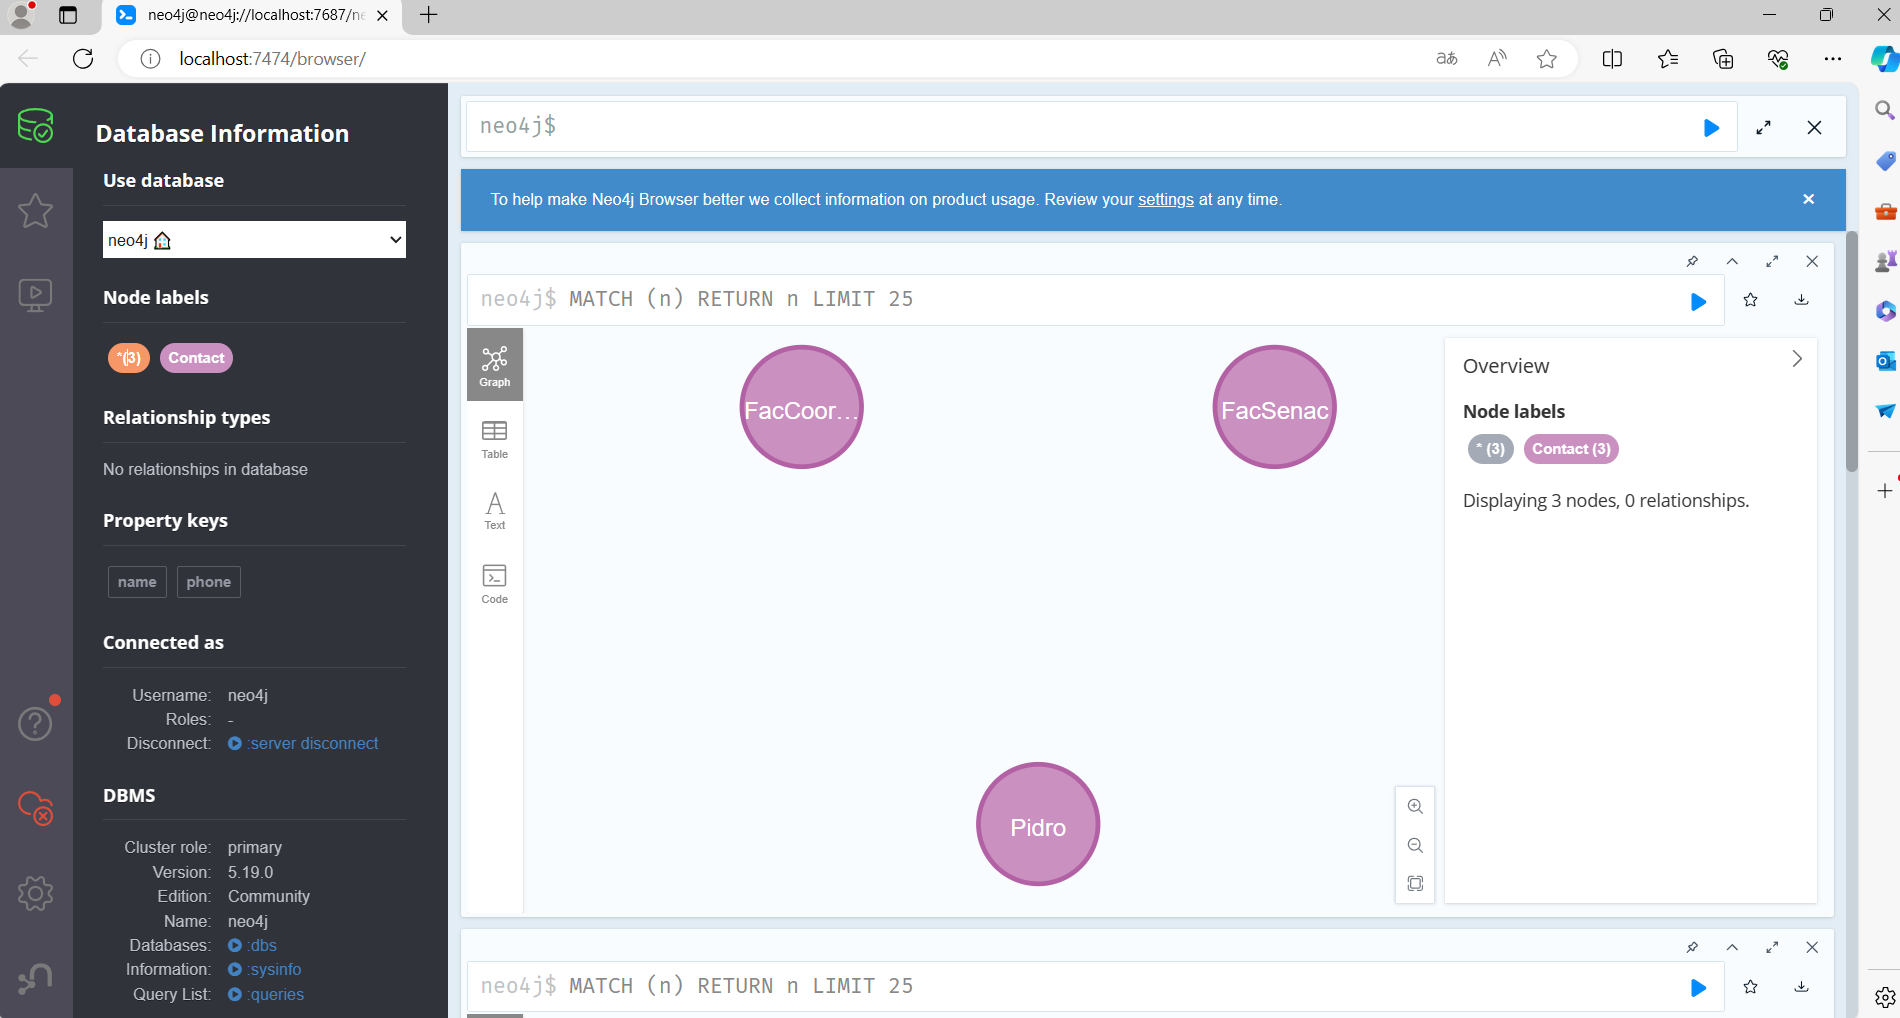 neo4j@neo4j://localhost:7687/ne
localhost:7474/browser/
Database Information
Use database
neo4j
Node labels
*(3) Contact
Relationship types
No relationships in database
Property keys
name phone
Connected as
Username: neo4j
Roles: -
Disconnect: :server disconnect
DBMS
Cluster role: primary
Version: 5.19.0
Edition: Community
Name: neo4j
Databases: :dbs
Information: :sysinfo
Query List: :queries
neo4j$
To help make Neo4j Browser better we collect information on product usage. Review your settings at any time.
neo4j$ MATCH (n) RETURN n LIMIT 25
Graph
Table
Text
Code
FacCoor...
FacSenac
Pidro
Overview
Node labels
* (3) Contact (3)
Displaying 3 nodes, 0 relationships.
neo4j$ MATCH (n) RETURN n LIMIT 25